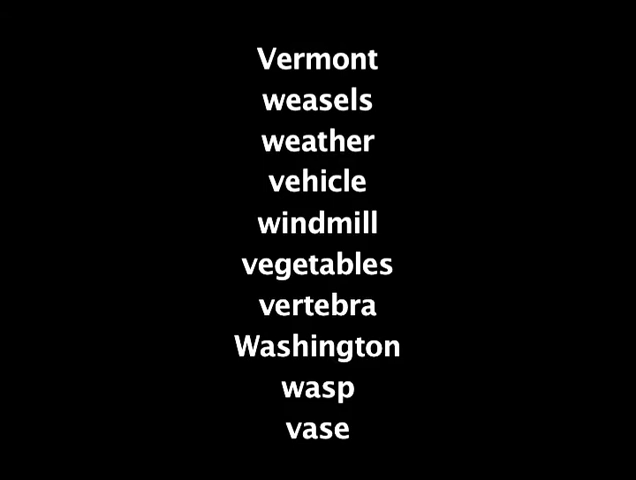 Vermont
weasels
weather
vehicle
windmill
vegetables
vertebra
Washington
wasp
vase